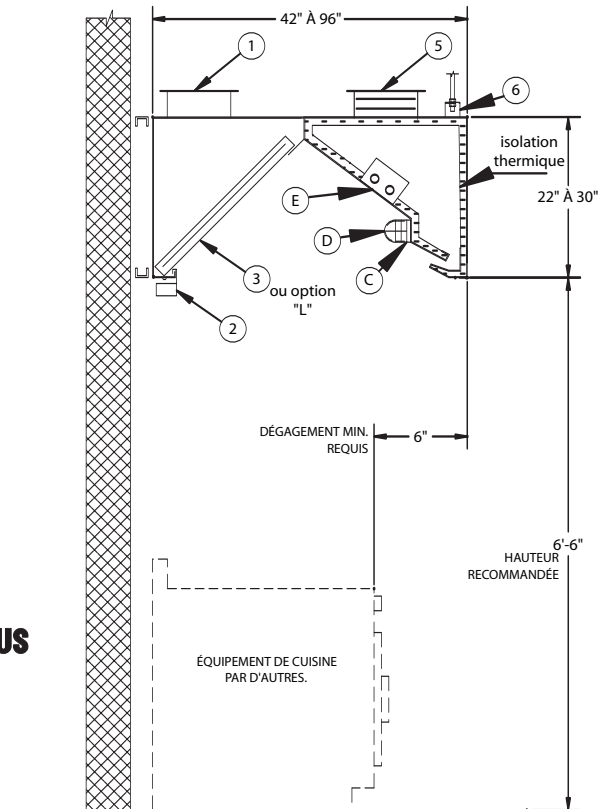 42" À 96"
1
5
6
isolation
thermique
22" À 30"
E
D
3
C
ou option
"L"
2
DÉGAGEMENT MIN.
REQUIS
6"
6'-6"
HAUTEUR
RECOMMANDÉE
US
ÉQUIPEMENT DE CUISINE
PAR D'AUTRES.